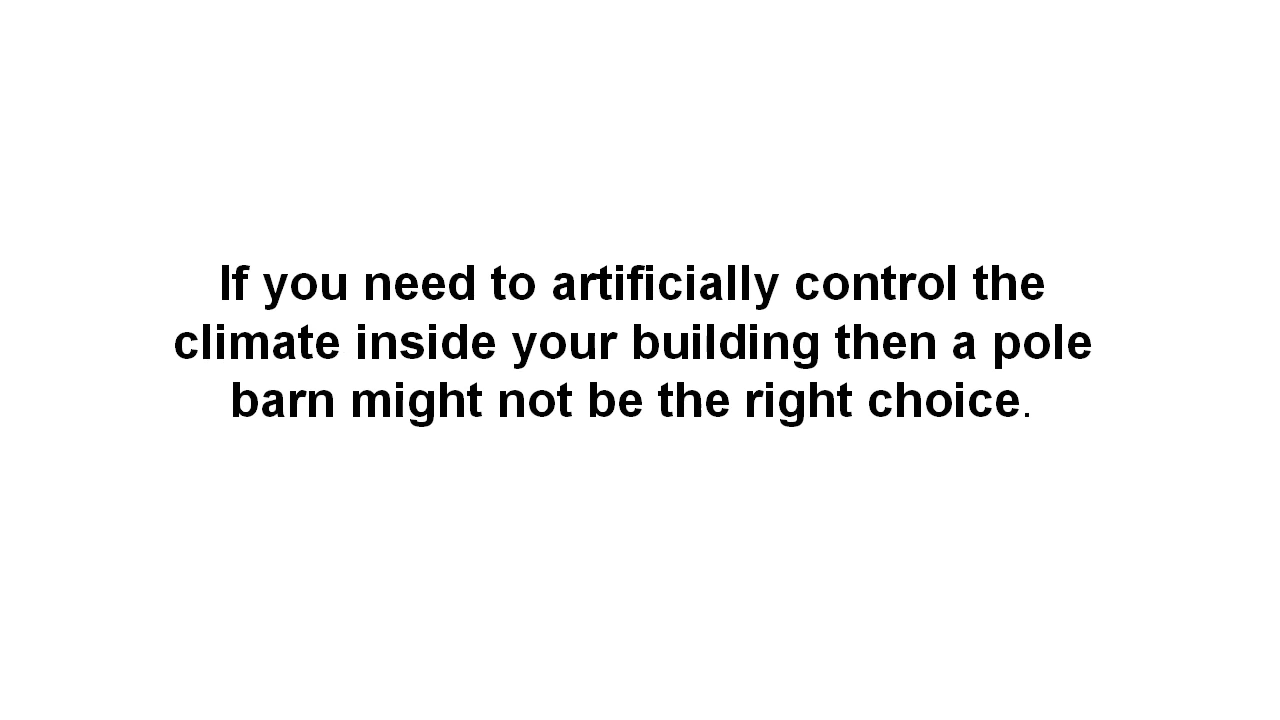 If you need to artificially control the
climate inside your building then a pole
barn might not be the right choice.